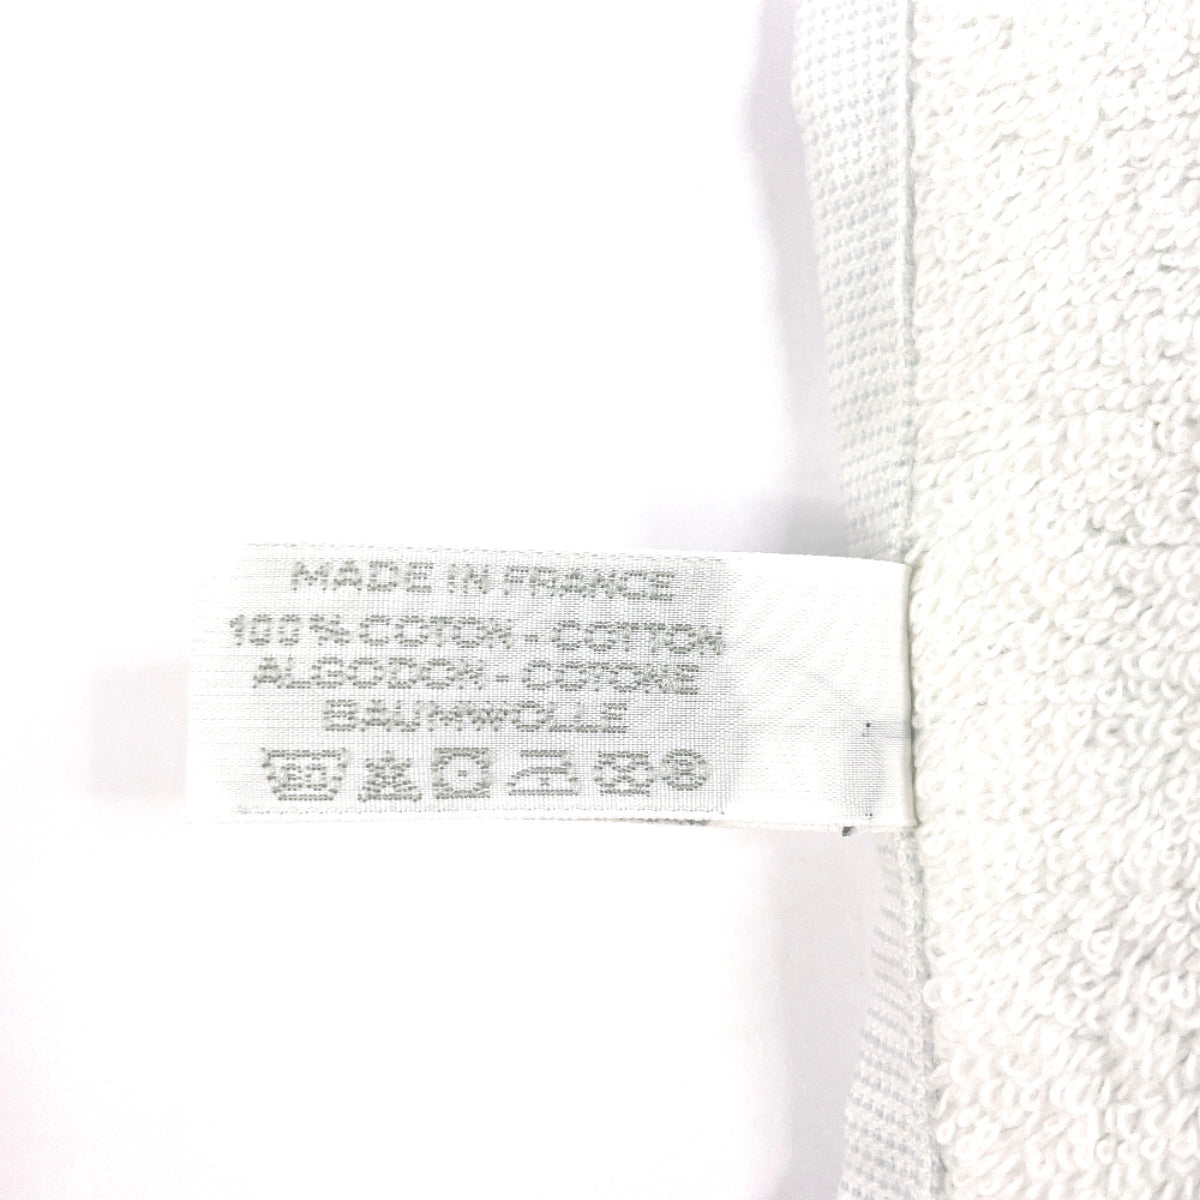 MADE IN FRANCE
100% COTON - COTTON
ALGODON - COTONE
BAUMWOLLE